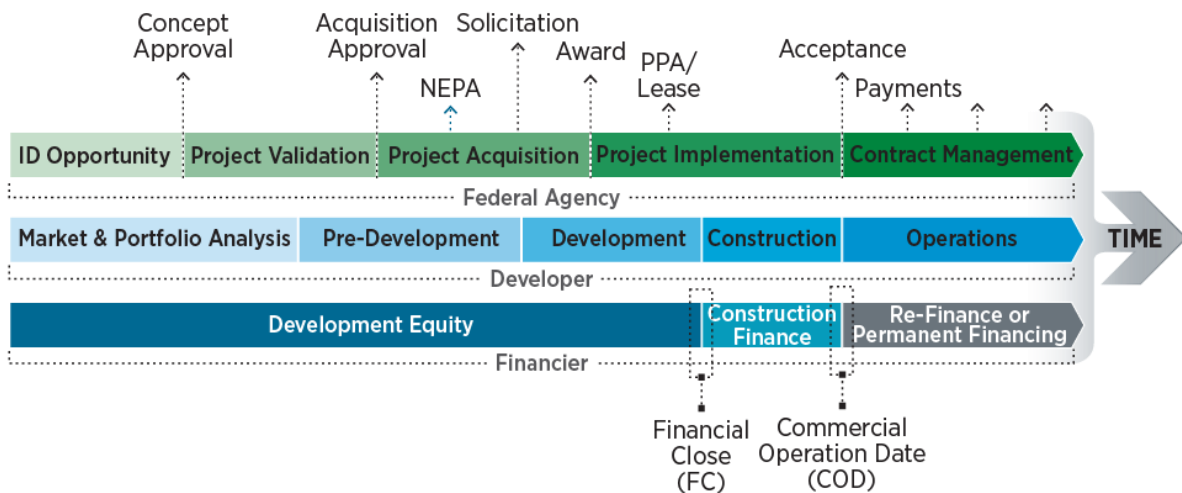 Concept
Approval
Acquisition
Approval
Solicitation
NEPA
Award
PPA/
Lease
Acceptance
Payments
ID Opportunity
Project Validation
Project Acquisition
Project Implementation
Contract Management
Federal Agency
Market & Portfolio Analysis
Pre-Development
Development
Construction
Operations
TIME
Developer
Development Equity
Construction
Finance
Re-Finance or
Permanent Financing
Financier
Financial
Close
(FC)
Commercial
Operation Date
(COD)